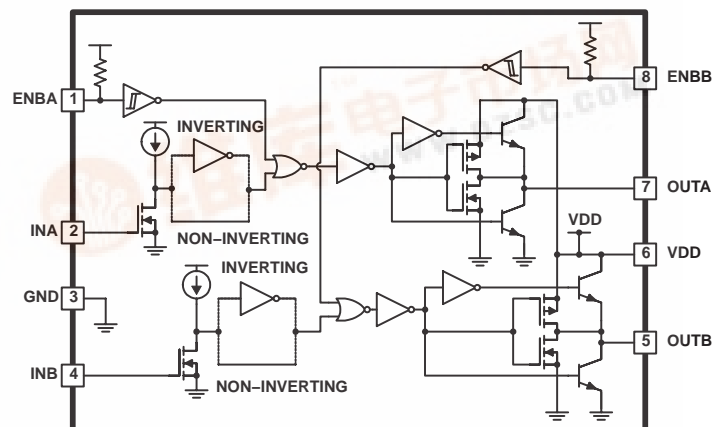 ENBA 1
8 ENBB
INVERTING
INA 2
7 OUTA
NON–INVERTING
VDD
6 VDD
INVERTING
GND 3
5 OUTB
INB 4
NON–INVERTING